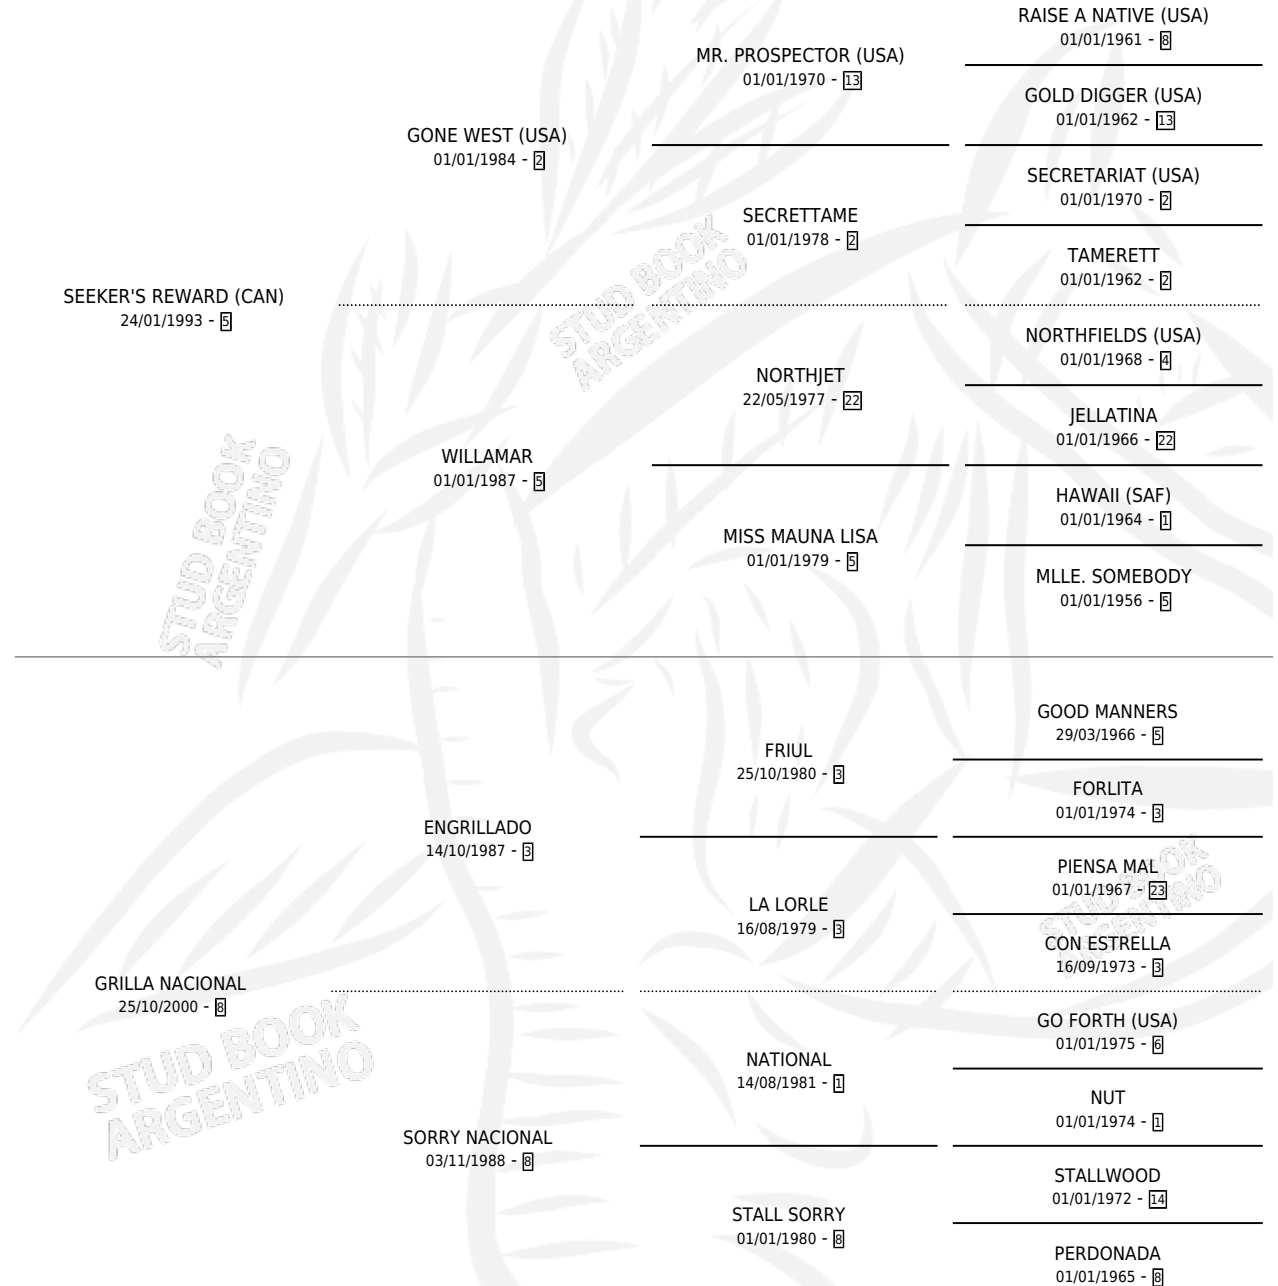 RAISE A NATIVE (USA)
01/01/1961 - 8
MR. PROSPECTOR (USA)
01/01/1970 - 13
GOLD DIGGER (USA)
01/01/1962 - 13
GONE WEST (USA)
01/01/1984 - 2
SECRETARIAT (USA)
01/01/1970 - 2
SECRETTAME
01/01/1978 - 2
TAMERETT
01/01/1962 - 2
SEEKER'S REWARD (CAN)
24/01/1993 - 5
NORTHFIELDS (USA)
01/01/1968 - 4
NORTHJET
22/05/1977 - 22
JELLATINA
01/01/1966 - 22
WILLAMAR
01/01/1987 - 5
HAWAII (SAF)
01/01/1964 - 1
MISS MAUNA LISA
01/01/1979 - 5
MLLE. SOMEBODY
01/01/1956 - 5
GOOD MANNERS
29/03/1966 - 5
FRIUL
25/10/1980 - 3
FORLITA
01/01/1974 - 3
ENGRILLADO
14/10/1987 - 3
PIENSA MAL
01/01/1967 - 23
LA LORLE
16/08/1979 - 3
CON ESTRELLA
16/09/1973 - 3
GRILLA NACIONAL
25/10/2000 - 8
GO FORTH (USA)
01/01/1975 - 6
NATIONAL
14/08/1981 - 1
NUT
01/01/1974 - 1
SORRY NACIONAL
03/11/1988 - 8
STALLWOOD
01/01/1972 - 14
STALL SORRY
01/01/1980 - 8
PERDONADA
01/01/1965 - 8
STUD BOOK
ARGENTINO
STUD BOOK
ARGENTINO
STUD BOOK
ARGENTINO
STUD BOOK
ARGENTINO